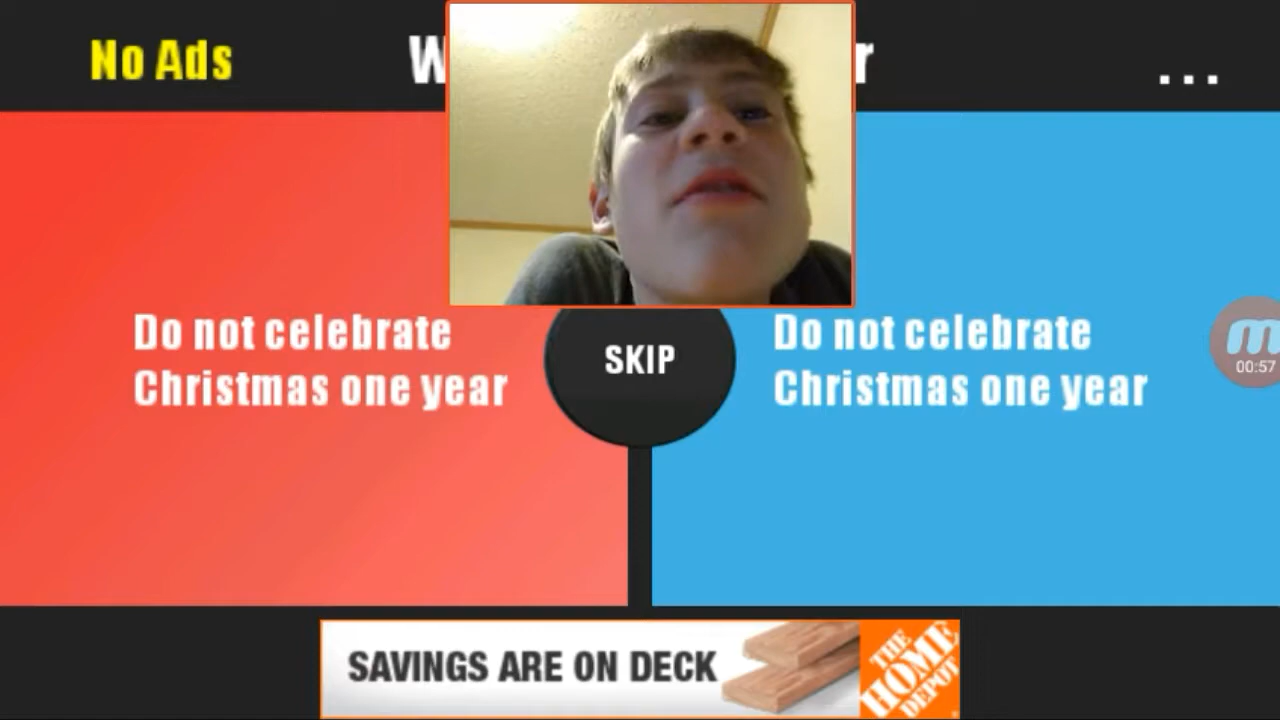 No Ads
...
Do not celebrate
Christmas one year
SKIP
Do not celebrate
Christmas one year
m
00:57
SAVINGS ARE ON DECK
THE
HOME
DEPOT